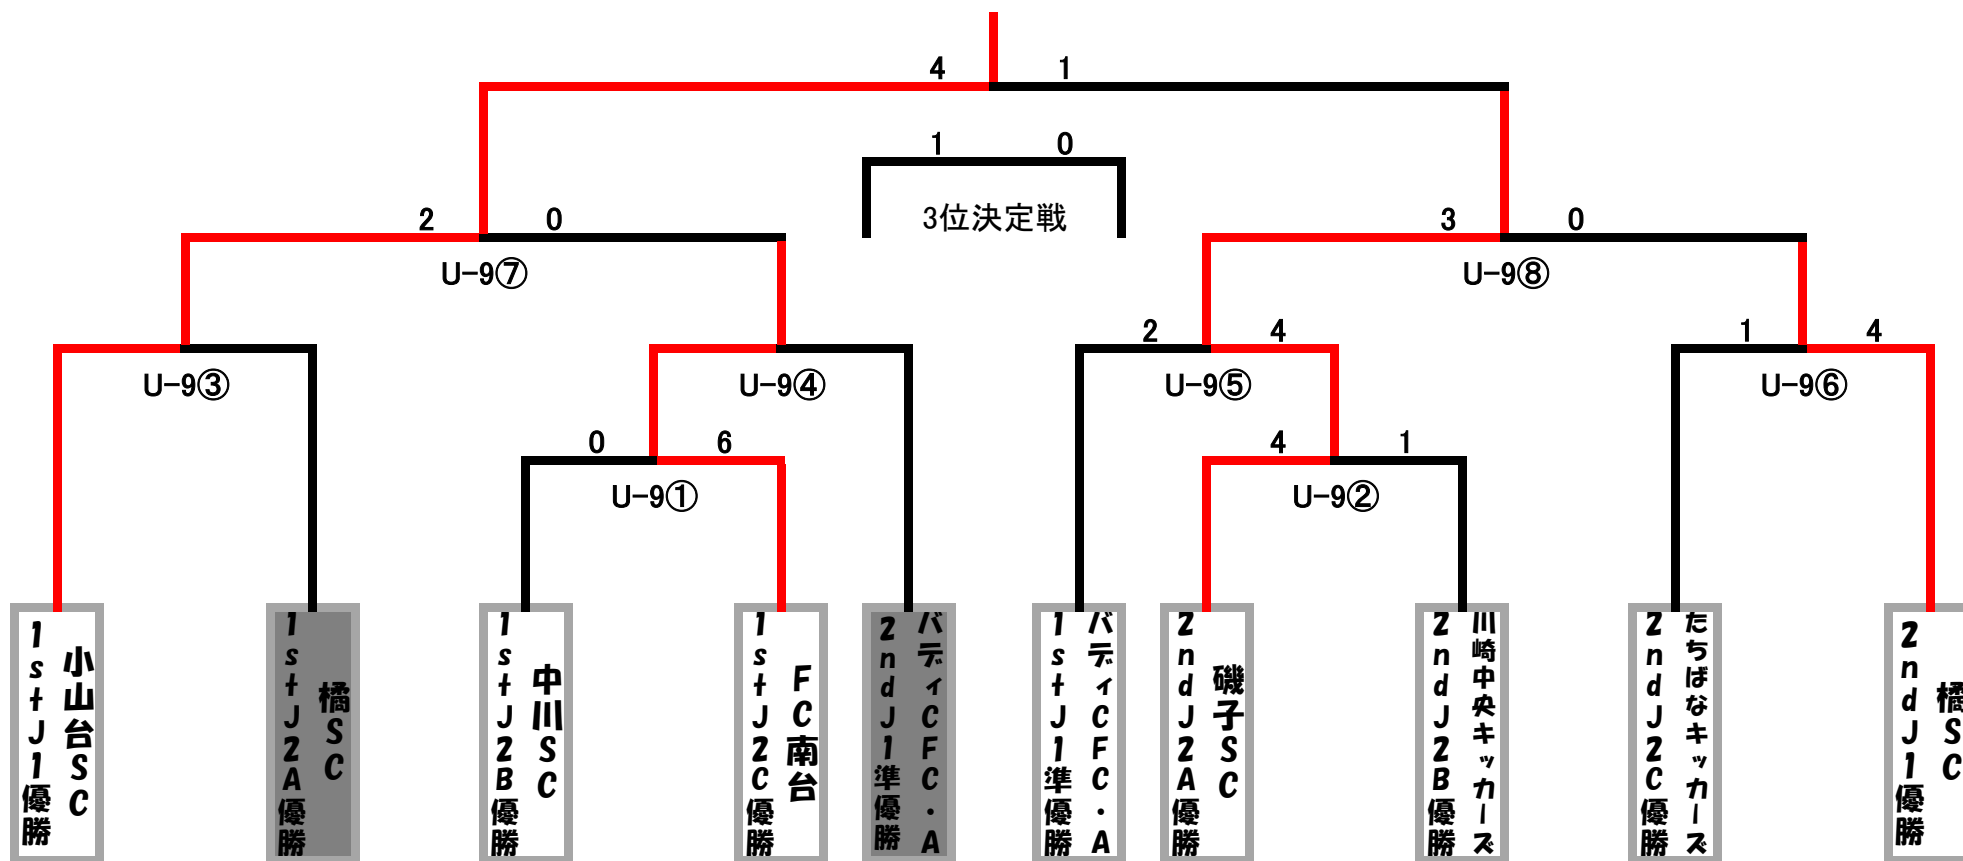 4 1
1 0
3位決定戦
2 0
3 0
U-9⑦
U-9⑧
2 4
1 4
U-9③
U-9④
U-9⑤
U-9⑥
0 6
4 1
U-9①
U-9②
小山台SC
1stJ1優勝
橘SC
1stJ2A優勝
中川SC
1stJ2B優勝
FC南台
1stJ2C優勝
バディCFC・A
2ndJ1準優勝
バディCFC・A
1stJ1準優勝
磯子SC
2ndJ2A優勝
川崎中央キッカーズ
2ndJ2B優勝
たちばなキッカーズ
2ndJ2C優勝
橘SC
2ndJ1優勝